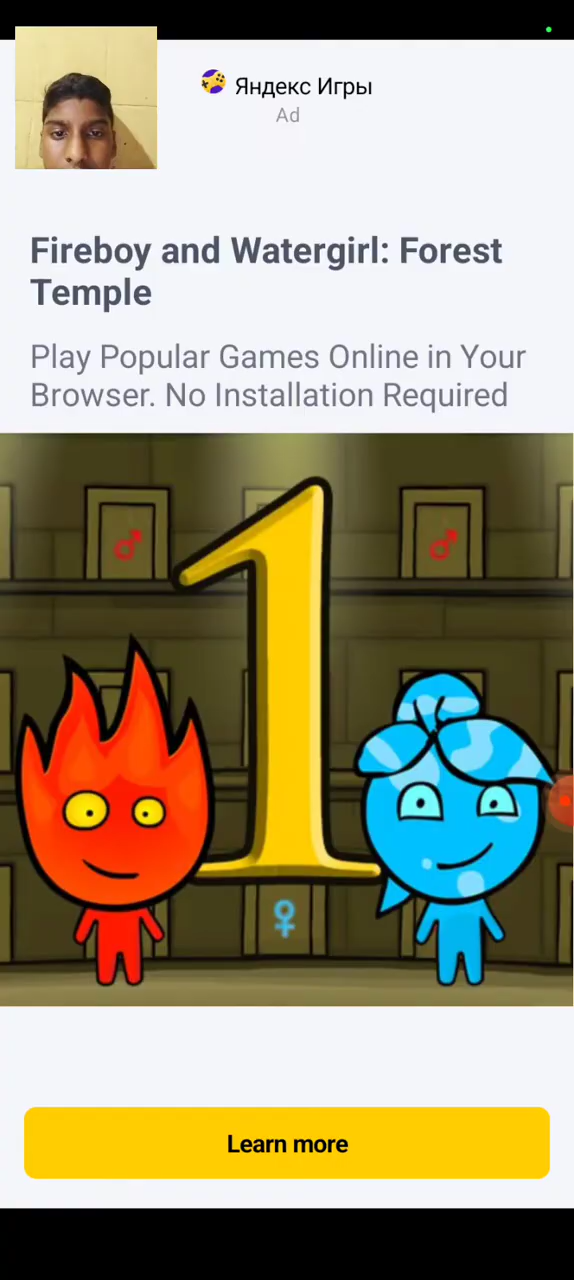 Яндекс Игры
Ad
Fireboy and Watergirl: Forest
Temple
Play Popular Games Online in Your
Browser. No Installation Required
1
Learn more